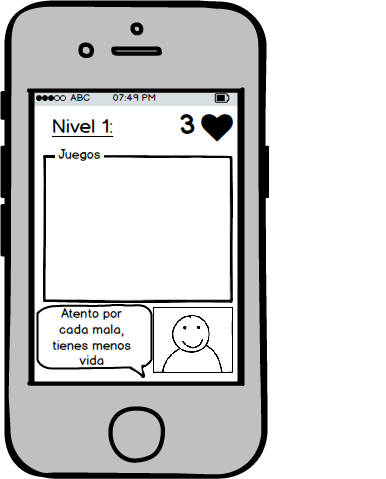 ABC 07:49 PM
Nivel 1: 3
Juegos
Atento por
cada mala,
tienes menos
vida